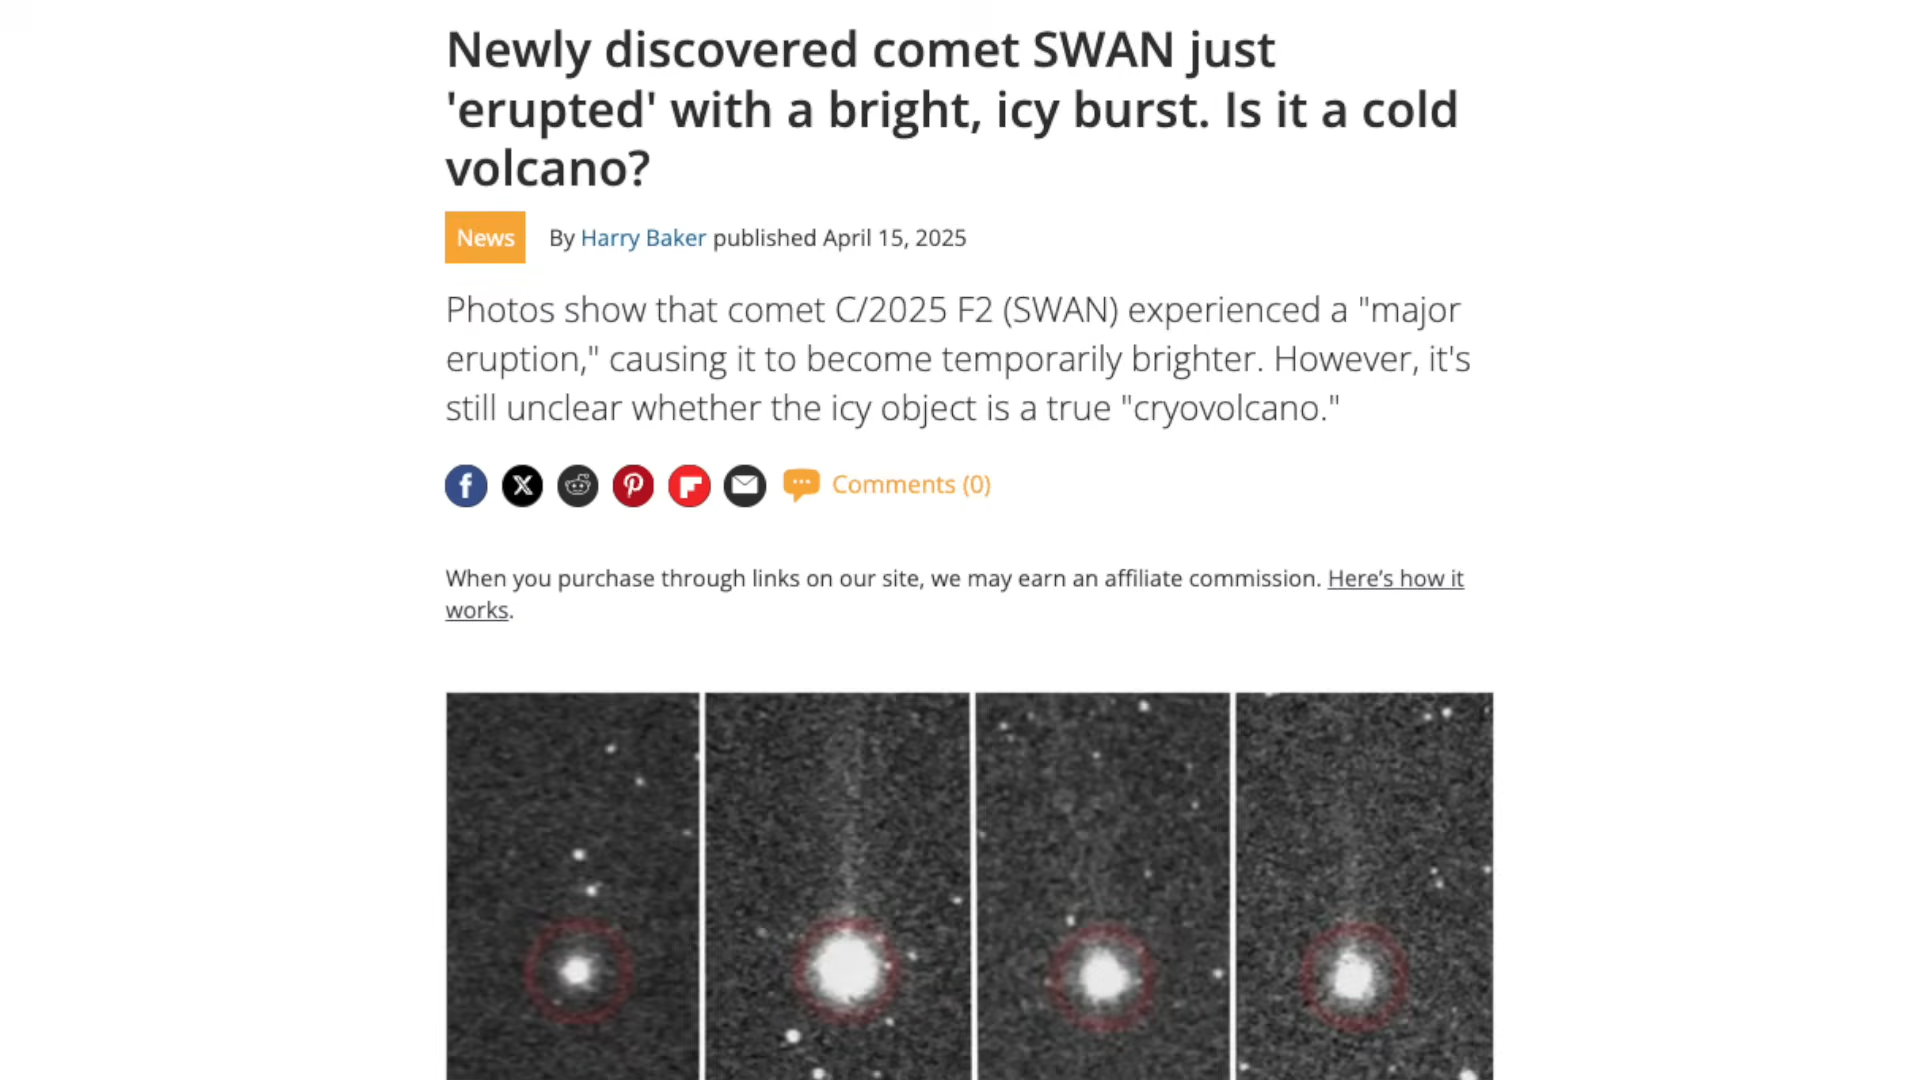 Newly discovered comet SWAN just
'erupted' with a bright, icy burst. Is it a cold
volcano?
News
By Harry Baker published April 15, 2025
Photos show that comet C/2025 F2 (SWAN) experienced a "major
eruption," causing it to become temporarily brighter. However, it's
still unclear whether the icy object is a true "cryovolcano."
Comments (0)
When you purchase through links on our site, we may earn an affiliate commission. Here’s how it
works.